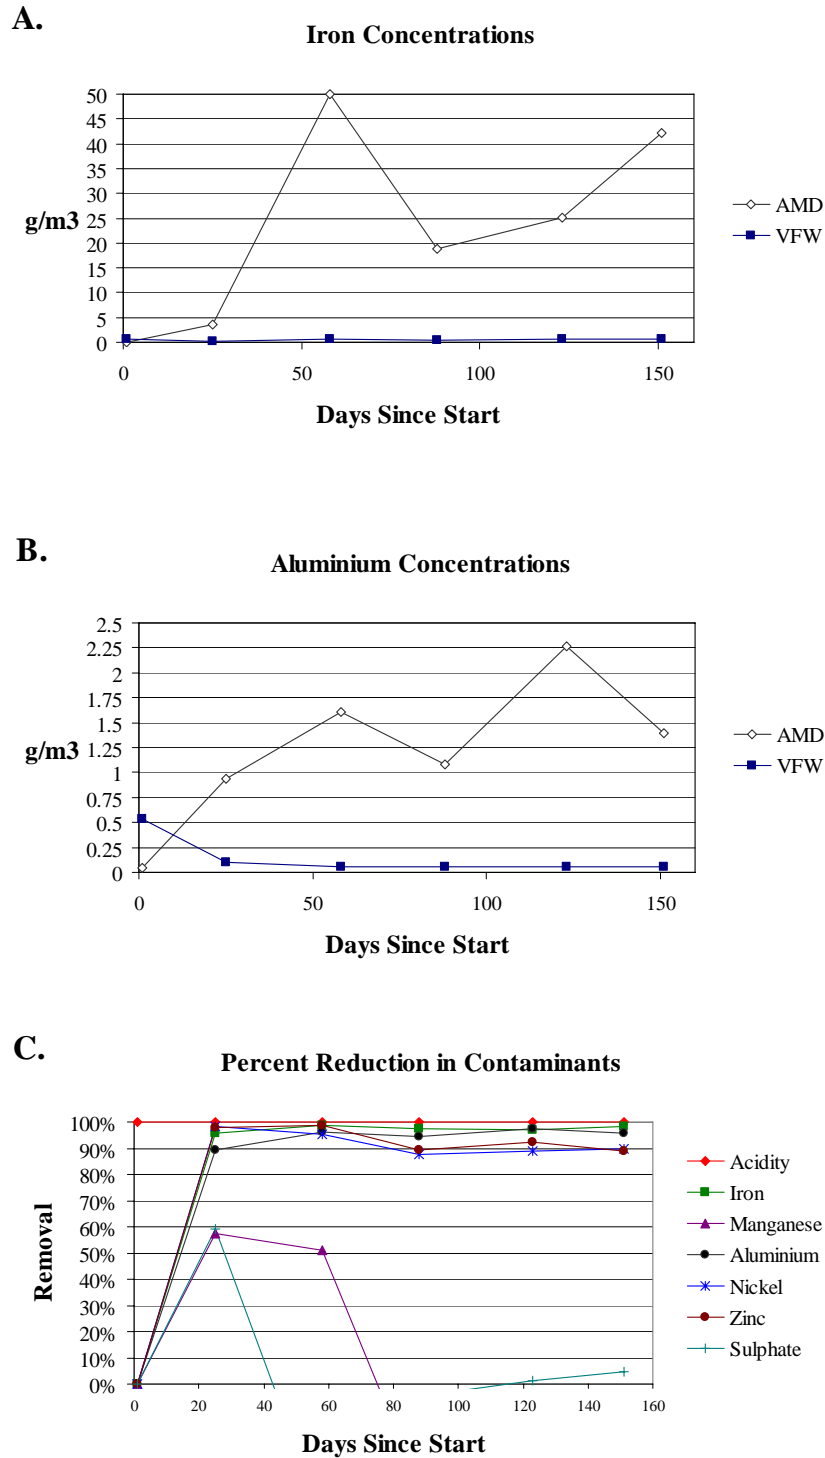 A.
Iron Concentrations
50
45
40
35
30
25
20
15
10
5
0
g/m3
0 50 100 150
Days Since Start
AMD
VFW
B.
Aluminium Concentrations
2.5
2.25
2
1.75
1.5
1.25
1
0.75
0.5
0.25
0
g/m3
0 50 100 150
Days Since Start
AMD
VFW
C.
Percent Reduction in Contaminants
100%
90%
80%
70%
60%
50%
40%
30%
20%
10%
0%
Removal
0 20 40 60 80 100 120 140 160
Days Since Start
Acidity
Iron
Manganese
Aluminium
Nickel
Zinc
Sulphate